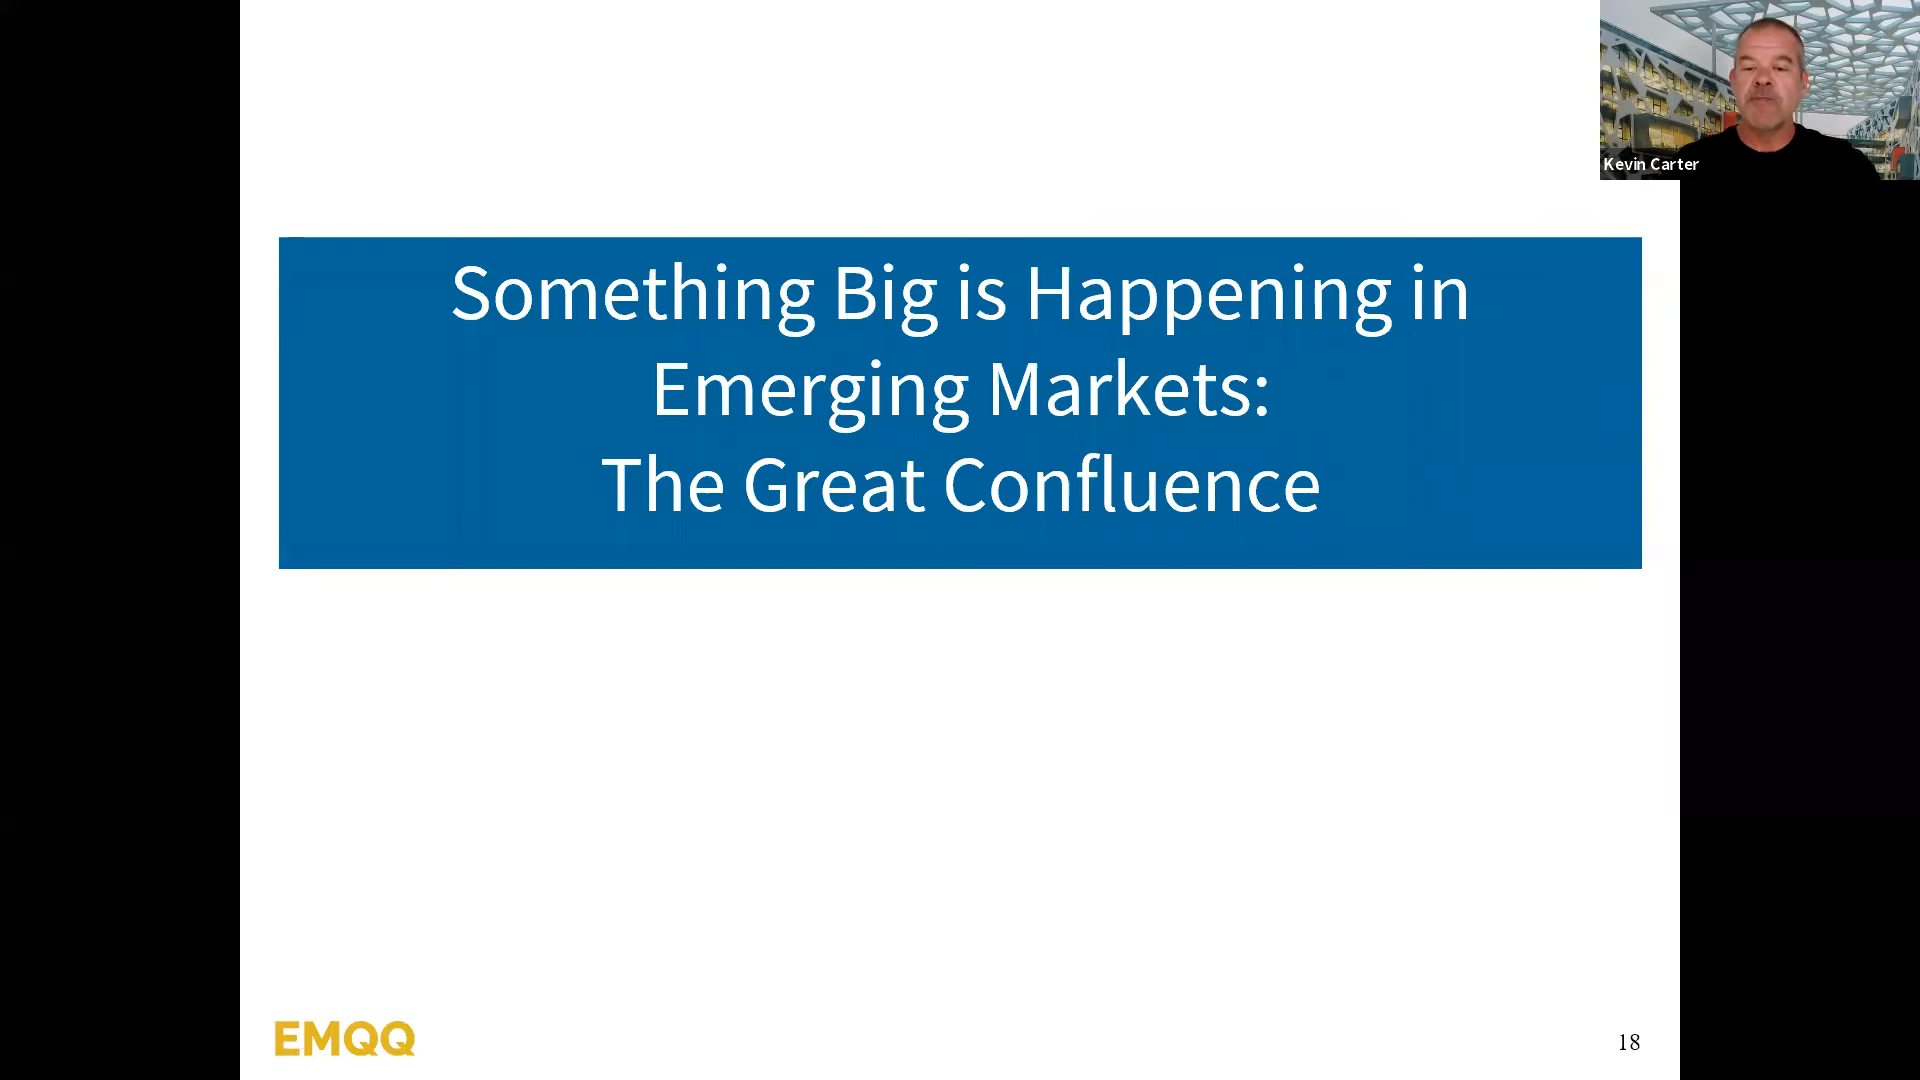 Kevin Carter
Something Big is Happening in
Emerging Markets:
The Great Confluence
EMQQ
18